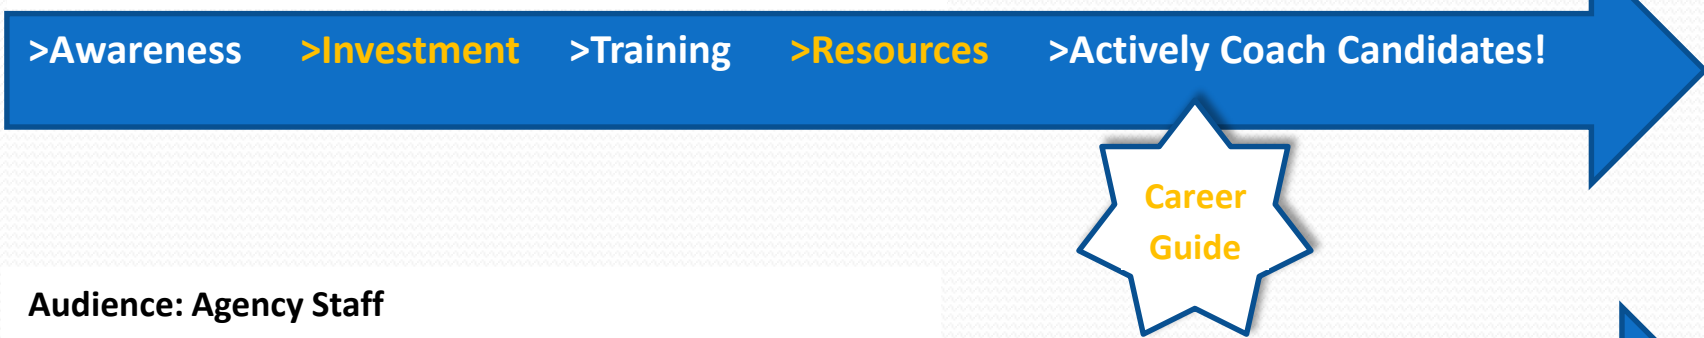 >Awareness >Investment >Training >Resources >Actively Coach Candidates!
Career
Guide
Audience: Agency Staff